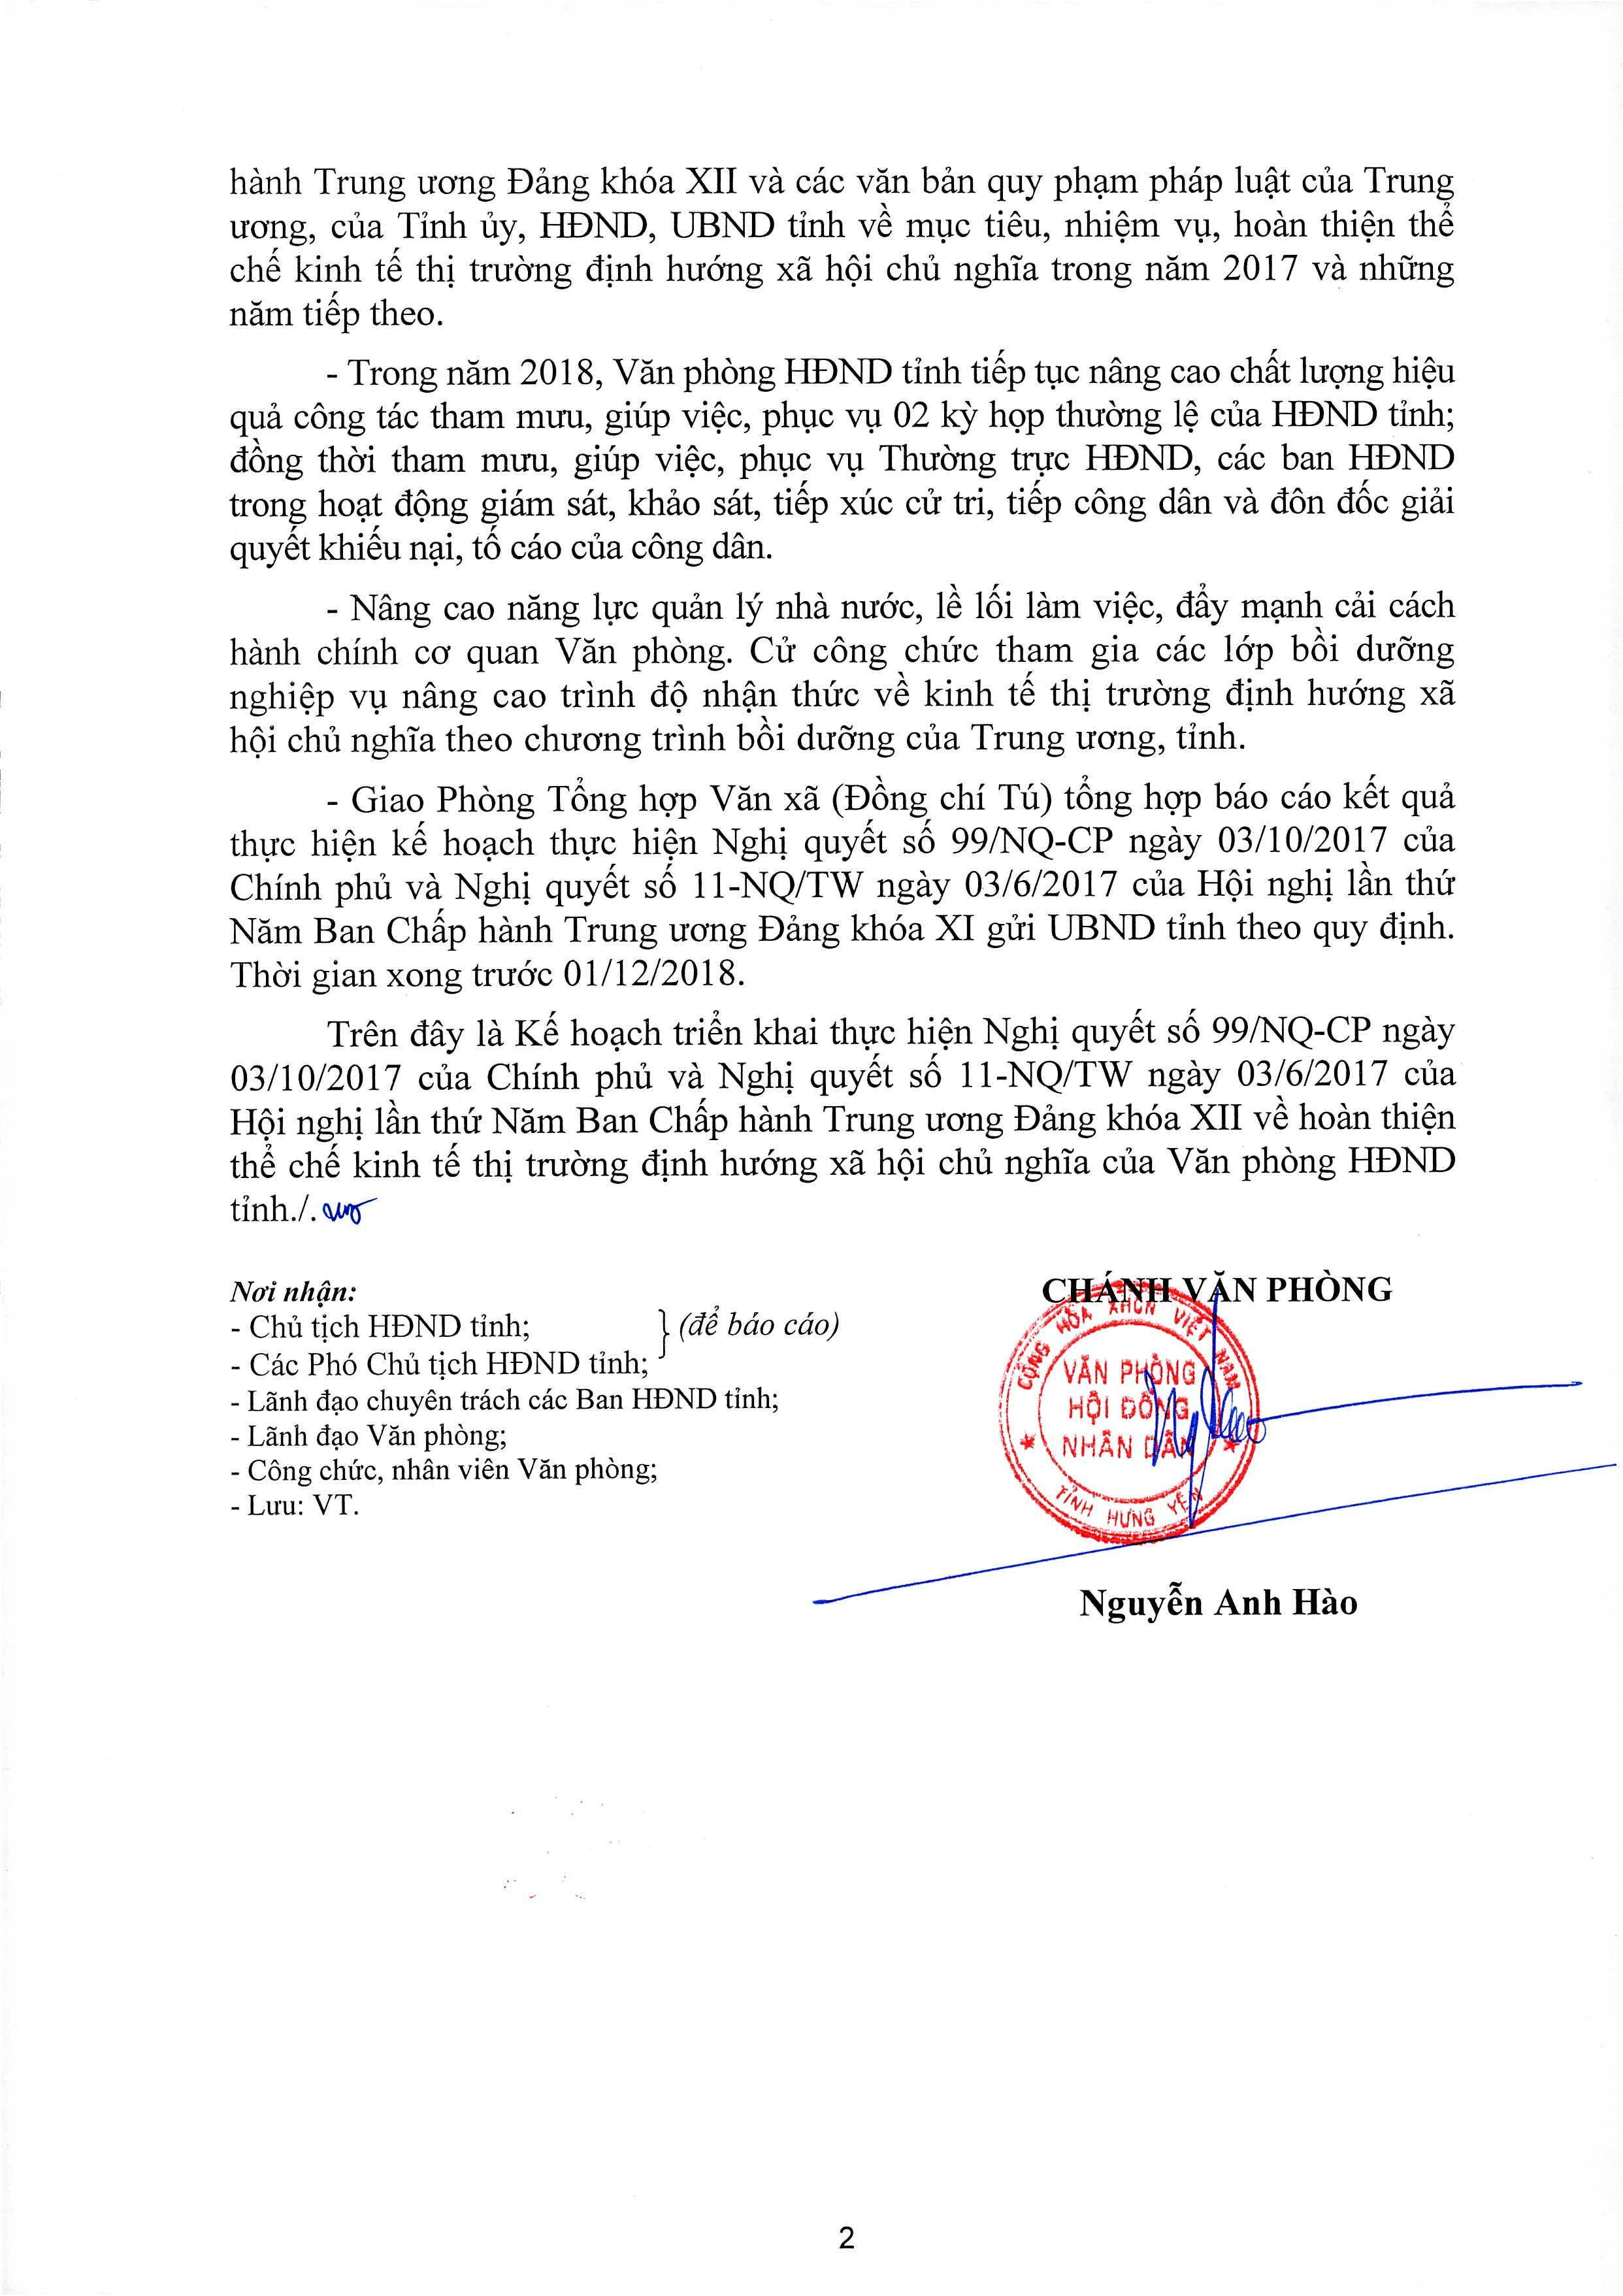 hành Trung ương Đảng khóa XII và các văn bản quy phạm pháp luật của Trung
ương, của Tỉnh ủy, HĐND, UBND tỉnh về mục tiêu, nhiệm vụ, hoàn thiện thể
chế kinh tế thị trường định hướng xã hội chủ nghĩa trong năm 2017 và những
năm tiếp theo.
- Trong năm 2018, Văn phòng HĐND tỉnh tiếp tục nâng cao chất lượng hiệu
quả công tác tham mưu, giúp việc, phục vụ 02 kỳ họp thường lệ của HĐND tỉnh;
đồng thời tham mưu, giúp việc, phục vụ Thường trực HĐND, các ban HĐND
trong hoạt động giám sát, khảo sát, tiếp xúc cử tri, tiếp công dân và đôn đốc giải
quyết khiếu nại, tố cáo của công dân.
- Nâng cao năng lực quản lý nhà nước, lề lối làm việc, đẩy mạnh cải cách
hành chính cơ quan Văn phòng. Cử công chức tham gia các lớp bồi dưỡng
nghiệp vụ nâng cao trình độ nhận thức về kinh tế thị trường định hướng xã
hội chủ nghĩa theo chương trình bồi dưỡng của Trung ương, tỉnh.
- Giao Phòng Tổng hợp Văn xã (Đồng chí Tú) tổng hợp báo cáo kết quả
thực hiện kế hoạch thực hiện Nghị quyết số 99/NQ-CP ngày 03/10/2017 của
Chính phủ và Nghị quyết số 11-NQ/TW ngày 03/6/2017 của Hội nghị lần thứ
Năm Ban Chấp hành Trung ương Đảng khóa XI gửi UBND tỉnh theo quy định.
Thời gian xong trước 01/12/2018.
Trên đây là Kế hoạch triển khai thực hiện Nghị quyết số 99/NQ-CP ngày
03/10/2017 của Chính phủ và Nghị quyết số 11-NQ/TW ngày 03/6/2017 của
Hội nghị lần thứ Năm Ban Chấp hành Trung ương Đảng khóa XII về hoàn thiện
thể chế kinh tế thị trường định hướng xã hội chủ nghĩa của Văn phòng HĐND
tỉnh./.
Nơi nhận:
- Chủ tịch HĐND tỉnh;
- Các Phó Chủ tịch HĐND tỉnh;
} (để báo cáo)
- Lãnh đạo chuyên trách các Ban HĐND tỉnh;
- Lãnh đạo Văn phòng;
- Công chức, nhân viên Văn phòng;
- Lưu: VT.
CHÁNH VĂN PHÒNG
CỘNG HÒA XHCN VIỆT NAM
VĂN PHÒNG
HỘI ĐỒNG
NHÂN DÂN
TỈNH HƯNG YÊN
Nguyễn Anh Hào
2